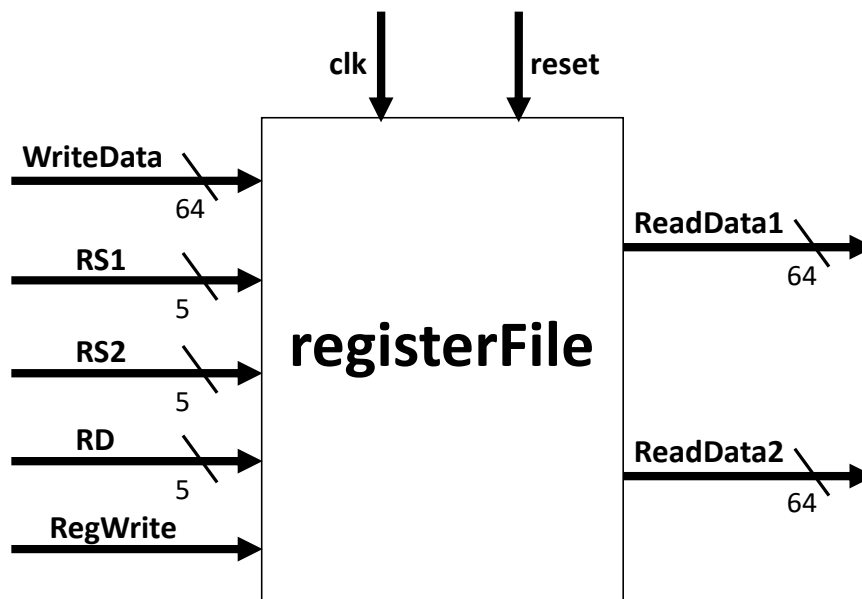 clk
reset
WriteData
64
RS1
5
RS2
5
RD
5
RegWrite
registerFile
ReadData1
64
ReadData2
64